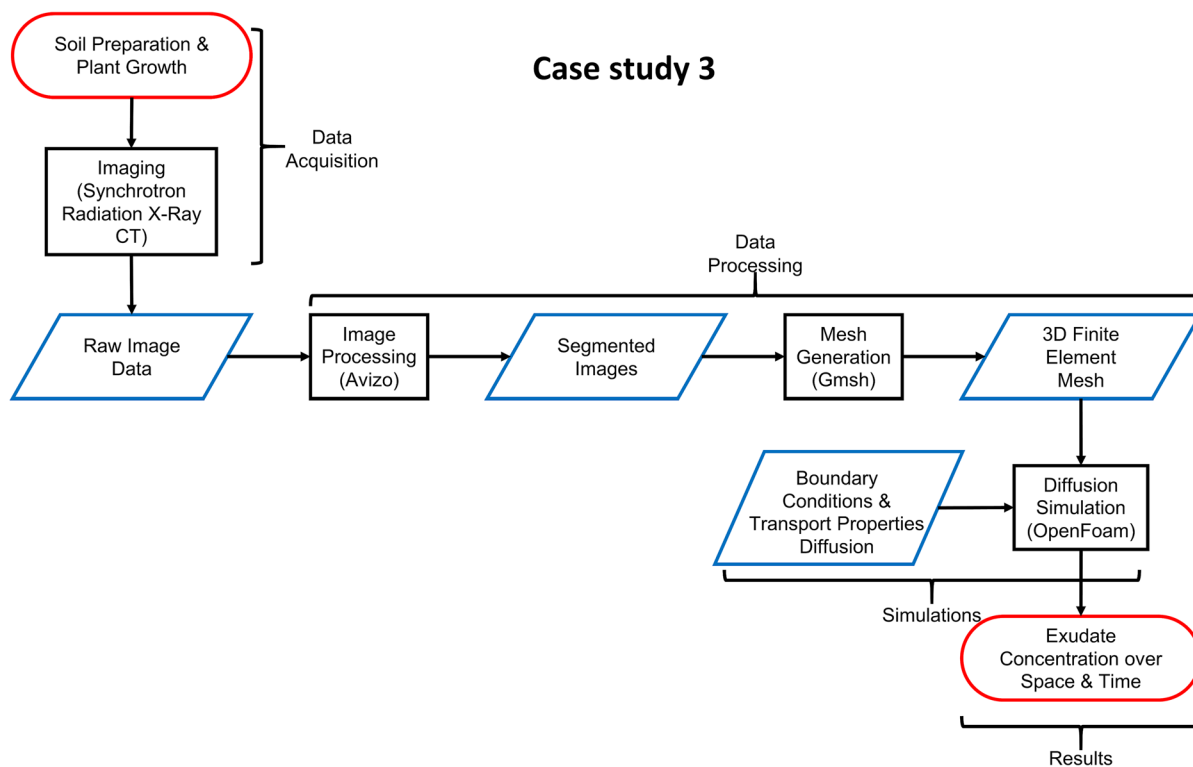 Soil Preparation &
Plant Growth
Case study 3
Data
Acquisition
Imaging
(Synchrotron
Radiation X-Ray
CT)
Data
Processing
Raw Image
Data
Image
Processing
(Avizo)
Segmented
Images
Mesh
Generation
(Gmsh)
3D Finite
Element
Mesh
Boundary
Conditions &
Transport Properties
Diffusion
Diffusion
Simulation
(OpenFoam)
Simulations
Exudate
Concentration over
Space & Time
Results